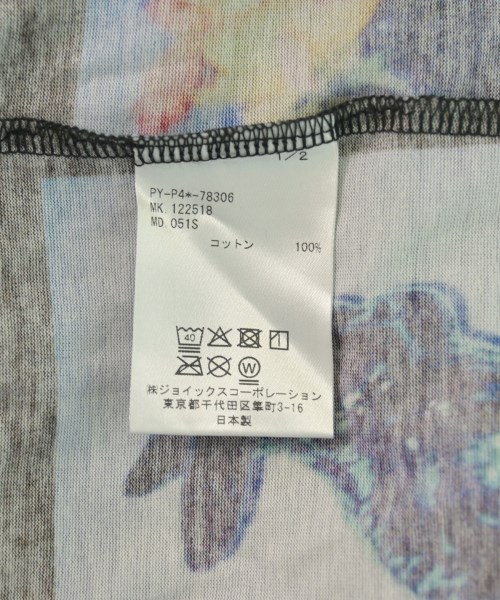 1/2
PY-P4*-78306
MK.122518
MD.051S
コットン 100%
40
W
㈱ジョイックスコーポレーション
東京都千代田区隼町3-16
日本製